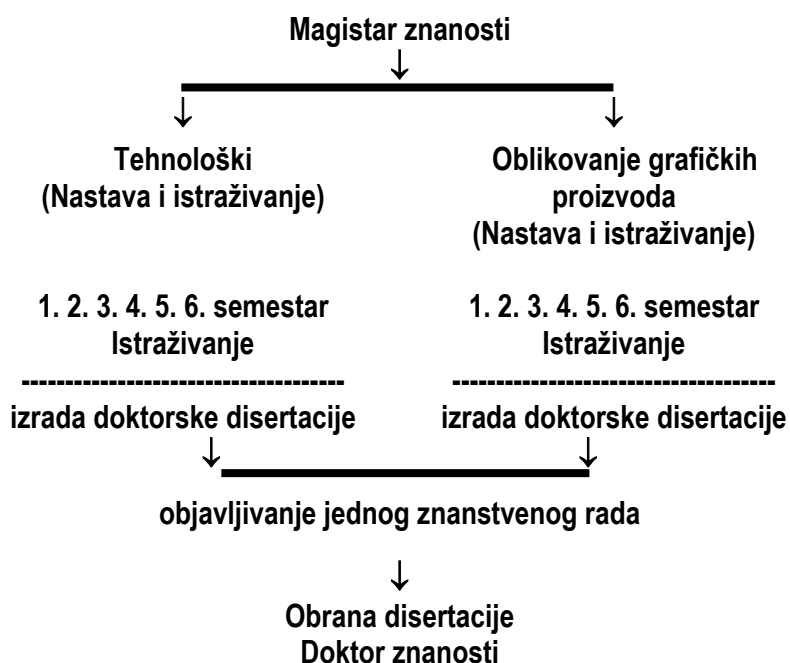 Magistar znanosti
Tehnološki
(Nastava i istraživanje)
Oblikovanje grafičkih
proizvoda
(Nastava i istraživanje)
1. 2. 3. 4. 5. 6. semestar
Istraživanje
-------------------------------------
izrada doktorske disertacije
1. 2. 3. 4. 5. 6. semestar
Istraživanje
-------------------------------------
izrada doktorske disertacije
objavljivanje jednog znanstvenog rada
Obrana disertacije
Doktor znanosti